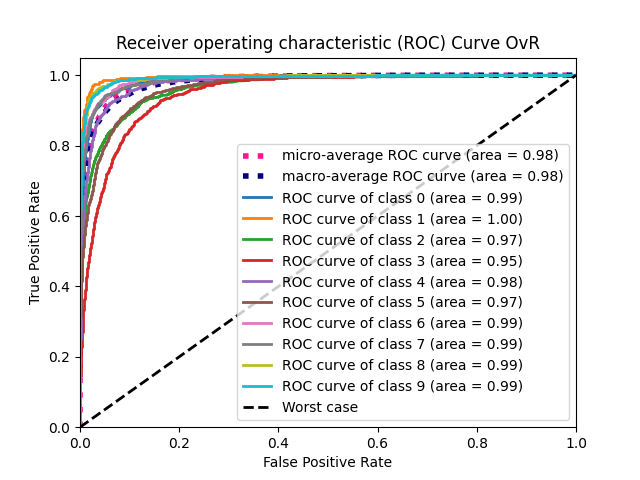 Receiver operating characteristic (ROC) Curve OvR
1.0
0.8
0.6
0.4
0.2
0.0
True Positive Rate
micro-average ROC curve (area = 0.98)
macro-average ROC curve (area = 0.98)
ROC curve of class 0 (area = 0.99)
ROC curve of class 1 (area = 1.00)
ROC curve of class 2 (area = 0.97)
ROC curve of class 3 (area = 0.95)
ROC curve of class 4 (area = 0.98)
ROC curve of class 5 (area = 0.97)
ROC curve of class 6 (area = 0.99)
ROC curve of class 7 (area = 0.99)
ROC curve of class 8 (area = 0.99)
ROC curve of class 9 (area = 0.99)
Worst case
0.0 0.2 0.4 0.6 0.8 1.0
False Positive Rate